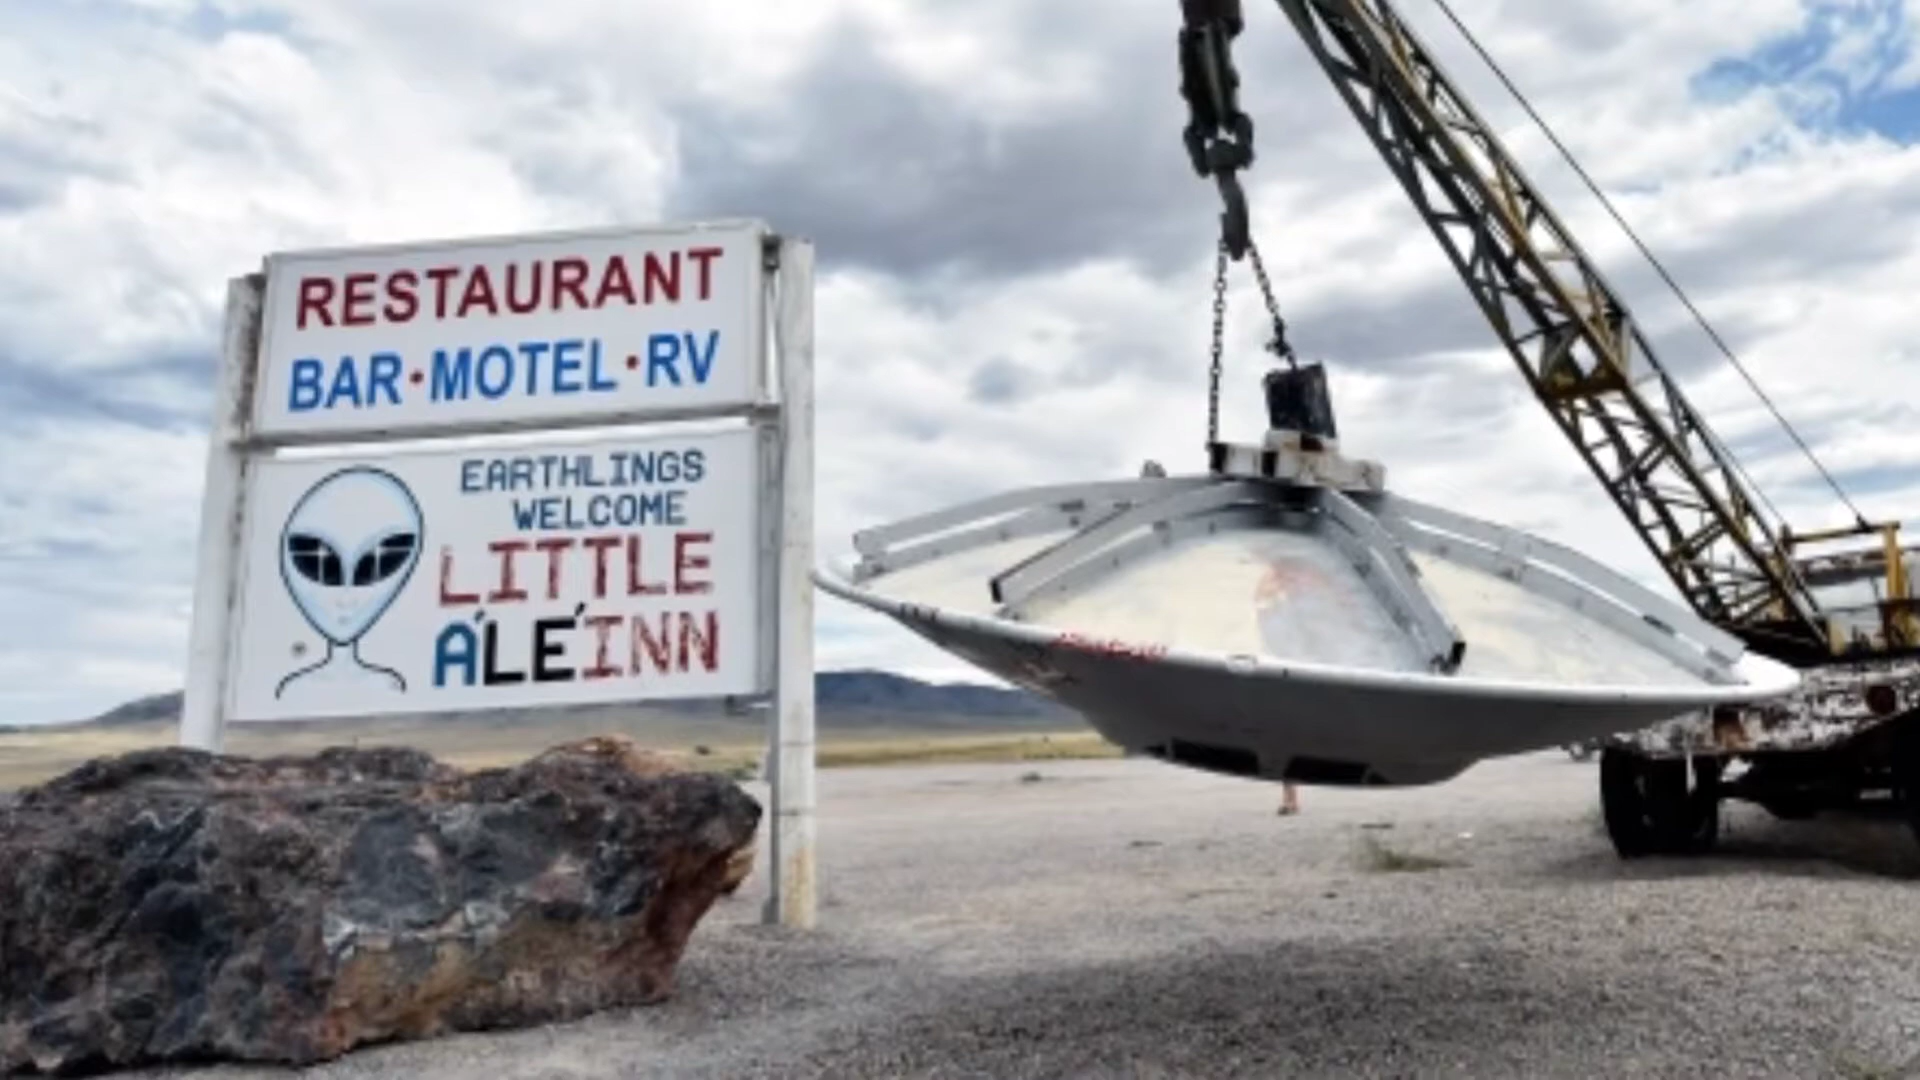 RESTAURANT
BAR·MOTEL·RV
EARTHLINGS
WELCOME
LITTLE
A'LE'INN